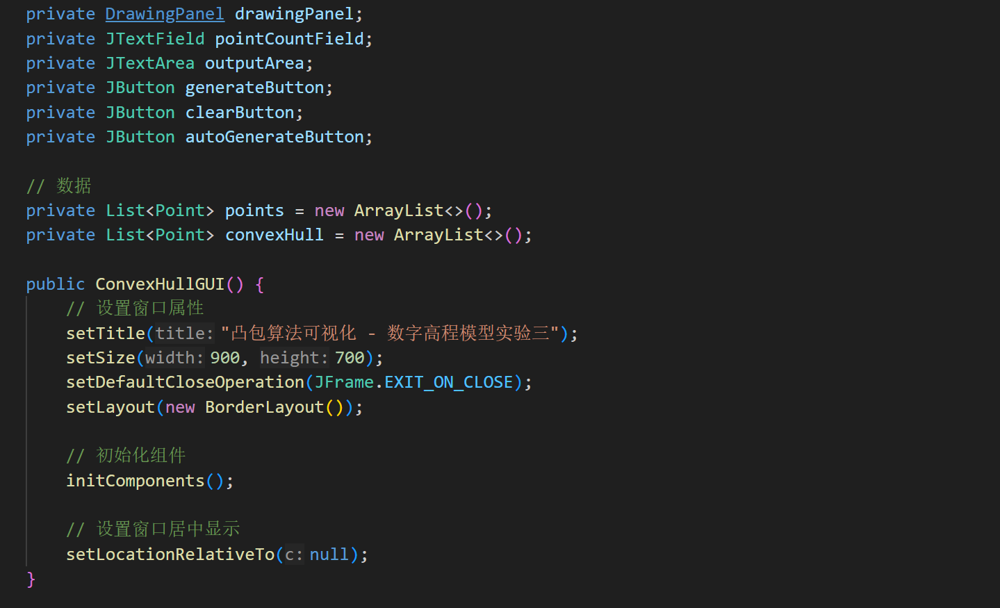 private DrawingPanel drawingPanel;
private JTextField pointCountField;
private JTextArea outputArea;
private JButton generateButton;
private JButton clearButton;
private JButton autoGenerateButton;
// 数据
private List<Point> points = new ArrayList<>();
private List<Point> convexHull = new ArrayList<>();
public ConvexHullGUI() {
// 设置窗口属性
setTitle(title: "凸包算法可视化 - 数字高程模型实验三");
setSize(width: 900, height: 700);
setDefaultCloseOperation(JFrame.EXIT_ON_CLOSE);
setLayout(new BorderLayout());
// 初始化组件
initComponents();
// 设置窗口居中显示
setLocationRelativeTo(c: null);
}